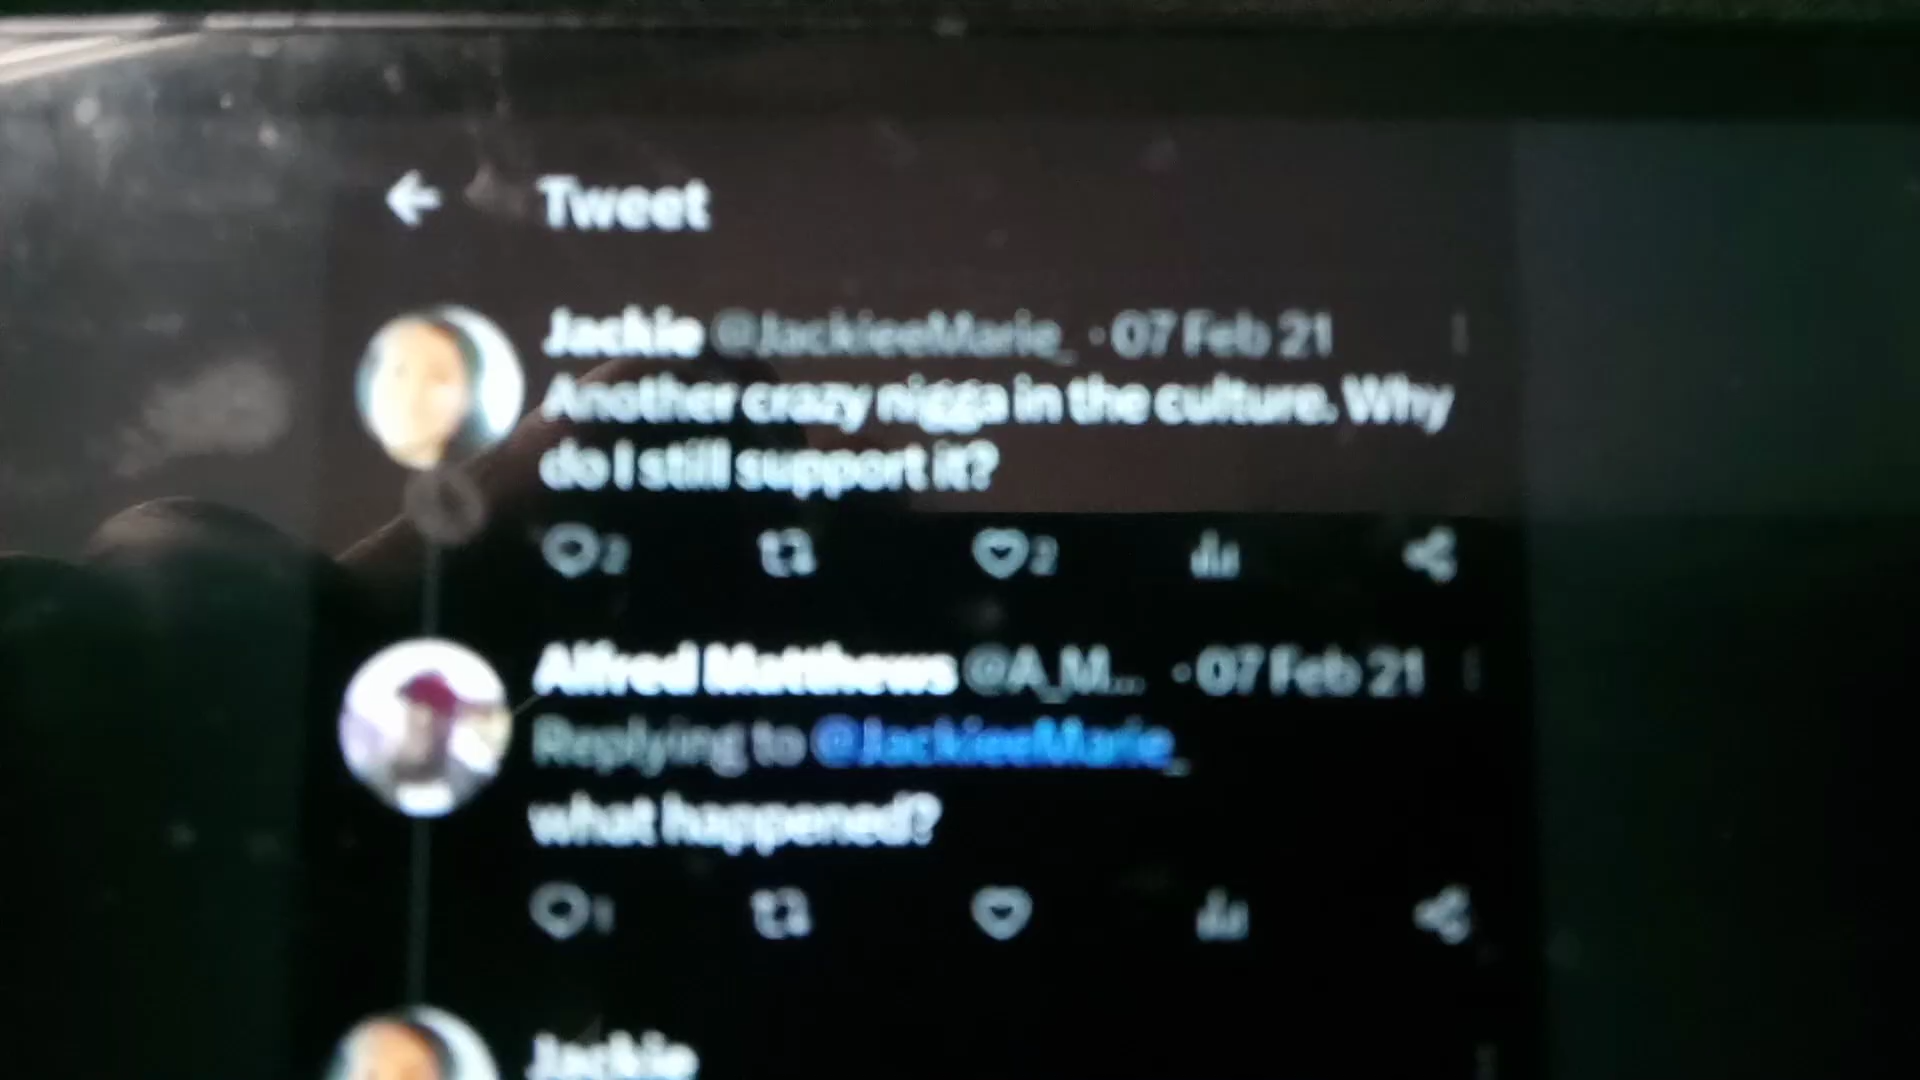 Tweet
Jackie @JackieeMarie_ · 07 Feb 21
Another crazy nigga in the culture. Why
do I still support it?
2 2
Alfred Matthews @A_M... · 07 Feb 21
Replying to @JackieeMarie_
what happened?
1
Jackie